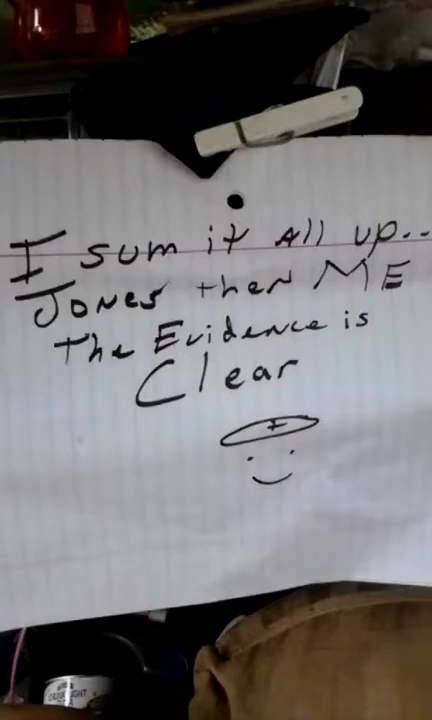 I sum it All up..
JONES then ME
the Evidence is
Clear